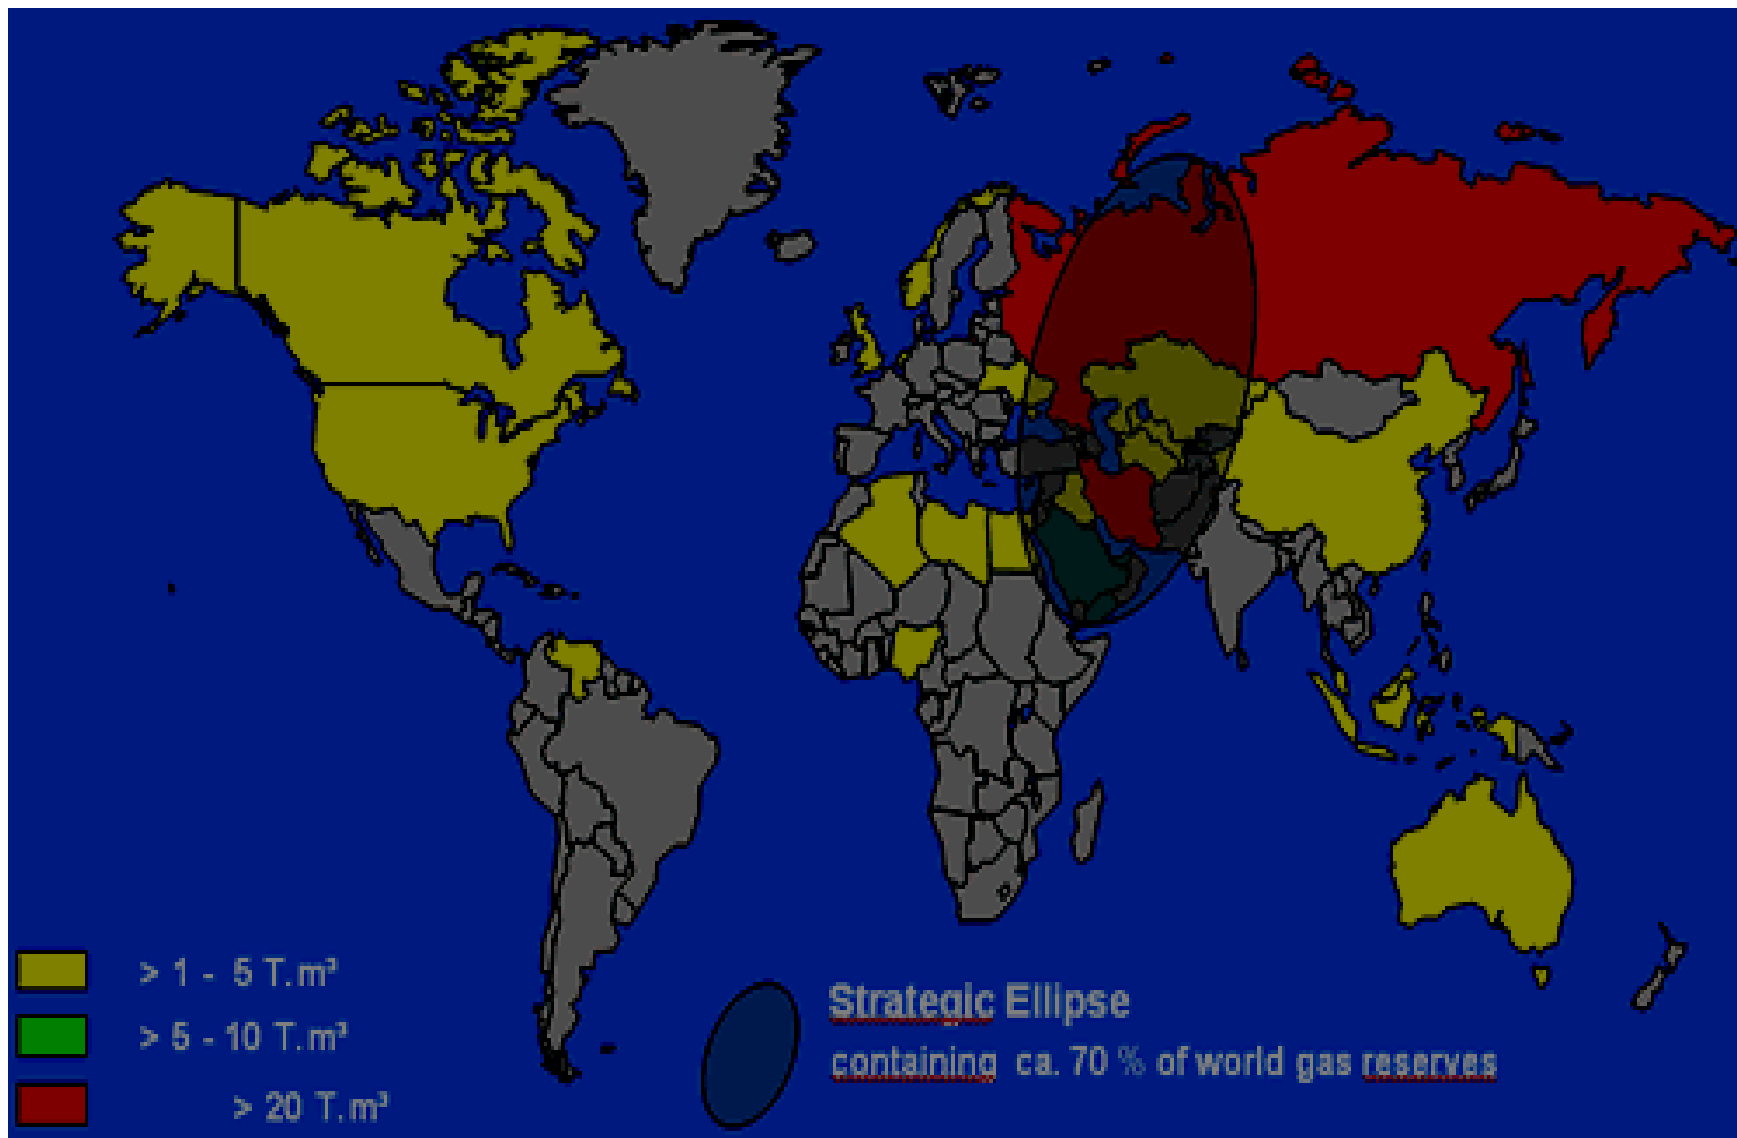 > 1 - 5 T.m³
> 5 - 10 T.m³
> 20 T.m³
Strategic Ellipse
containing ca. 70 % of world gas reserves